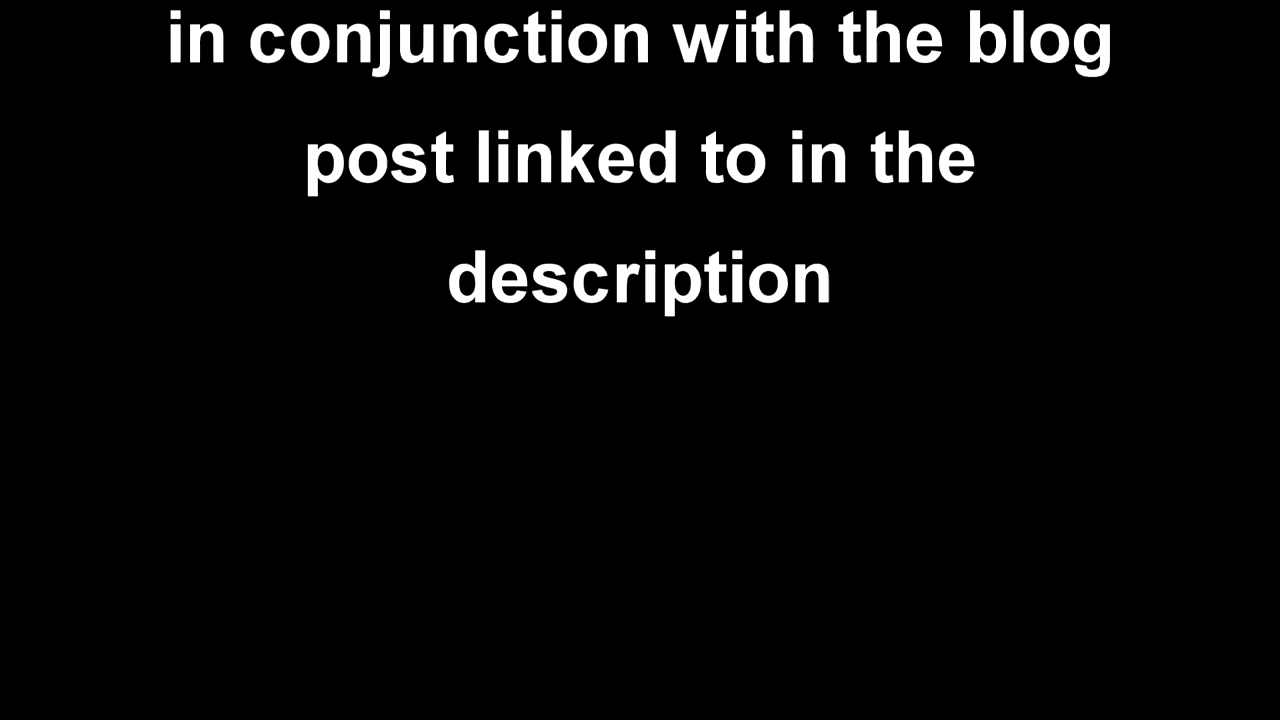 in conjunction with the blog
post linked to in the
description